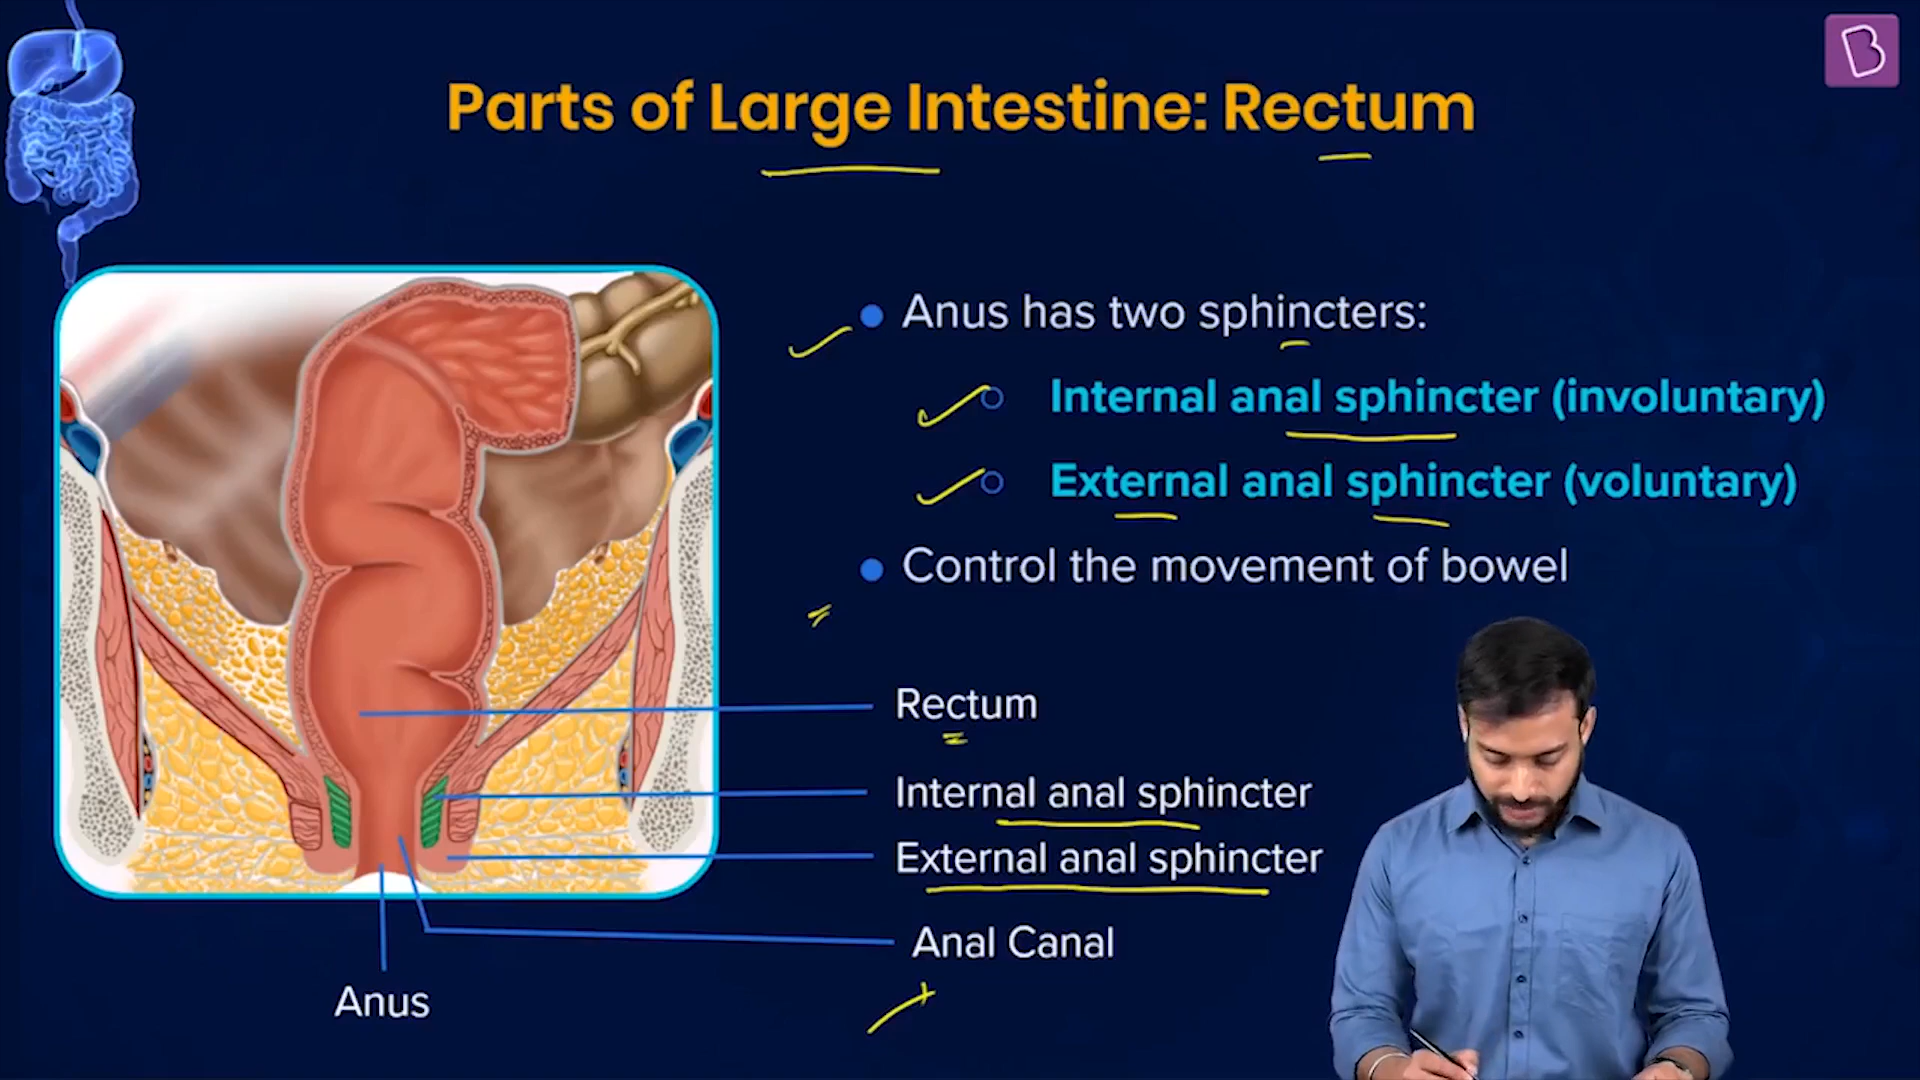 Parts of Large Intestine: Rectum
B
Anus has two sphincters:
Internal anal sphincter (involuntary)
External anal sphincter (voluntary)
Control the movement of bowel
Rectum
Internal anal sphincter
External anal sphincter
Anal Canal
Anus